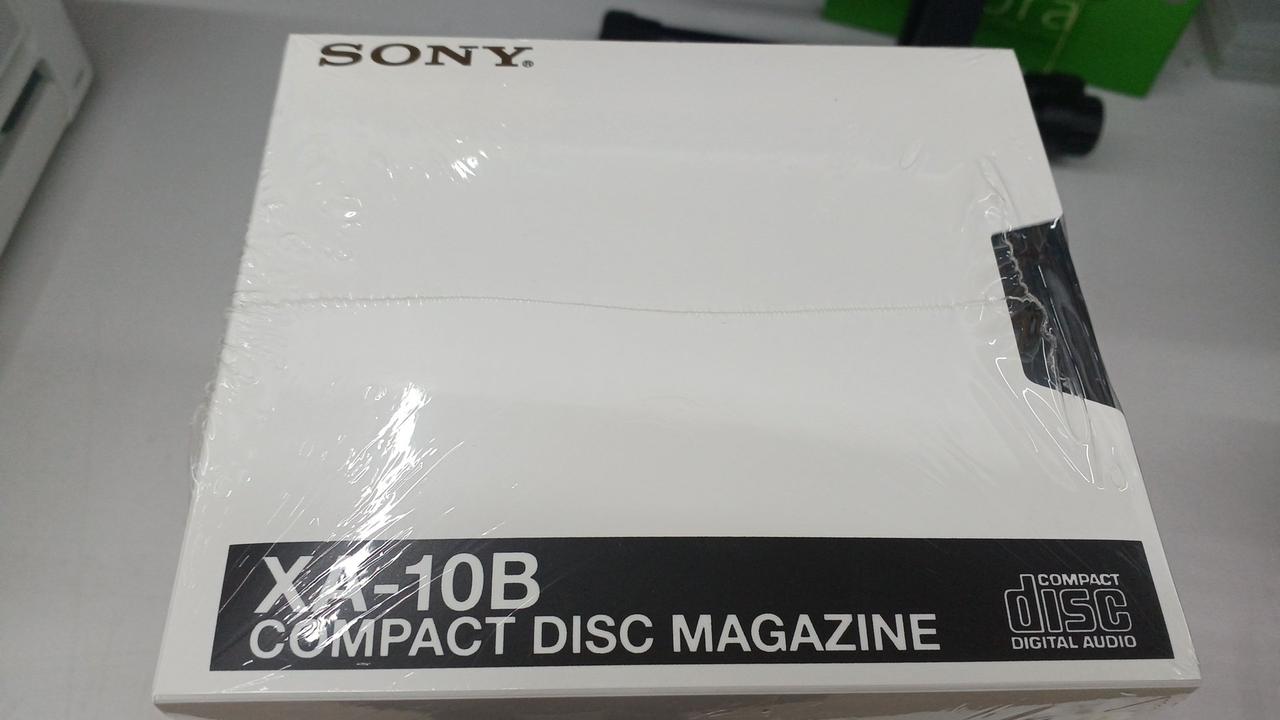 SONY®
XA-10B
COMPACT DISC MAGAZINE
COMPACT
disc
DIGITAL AUDIO